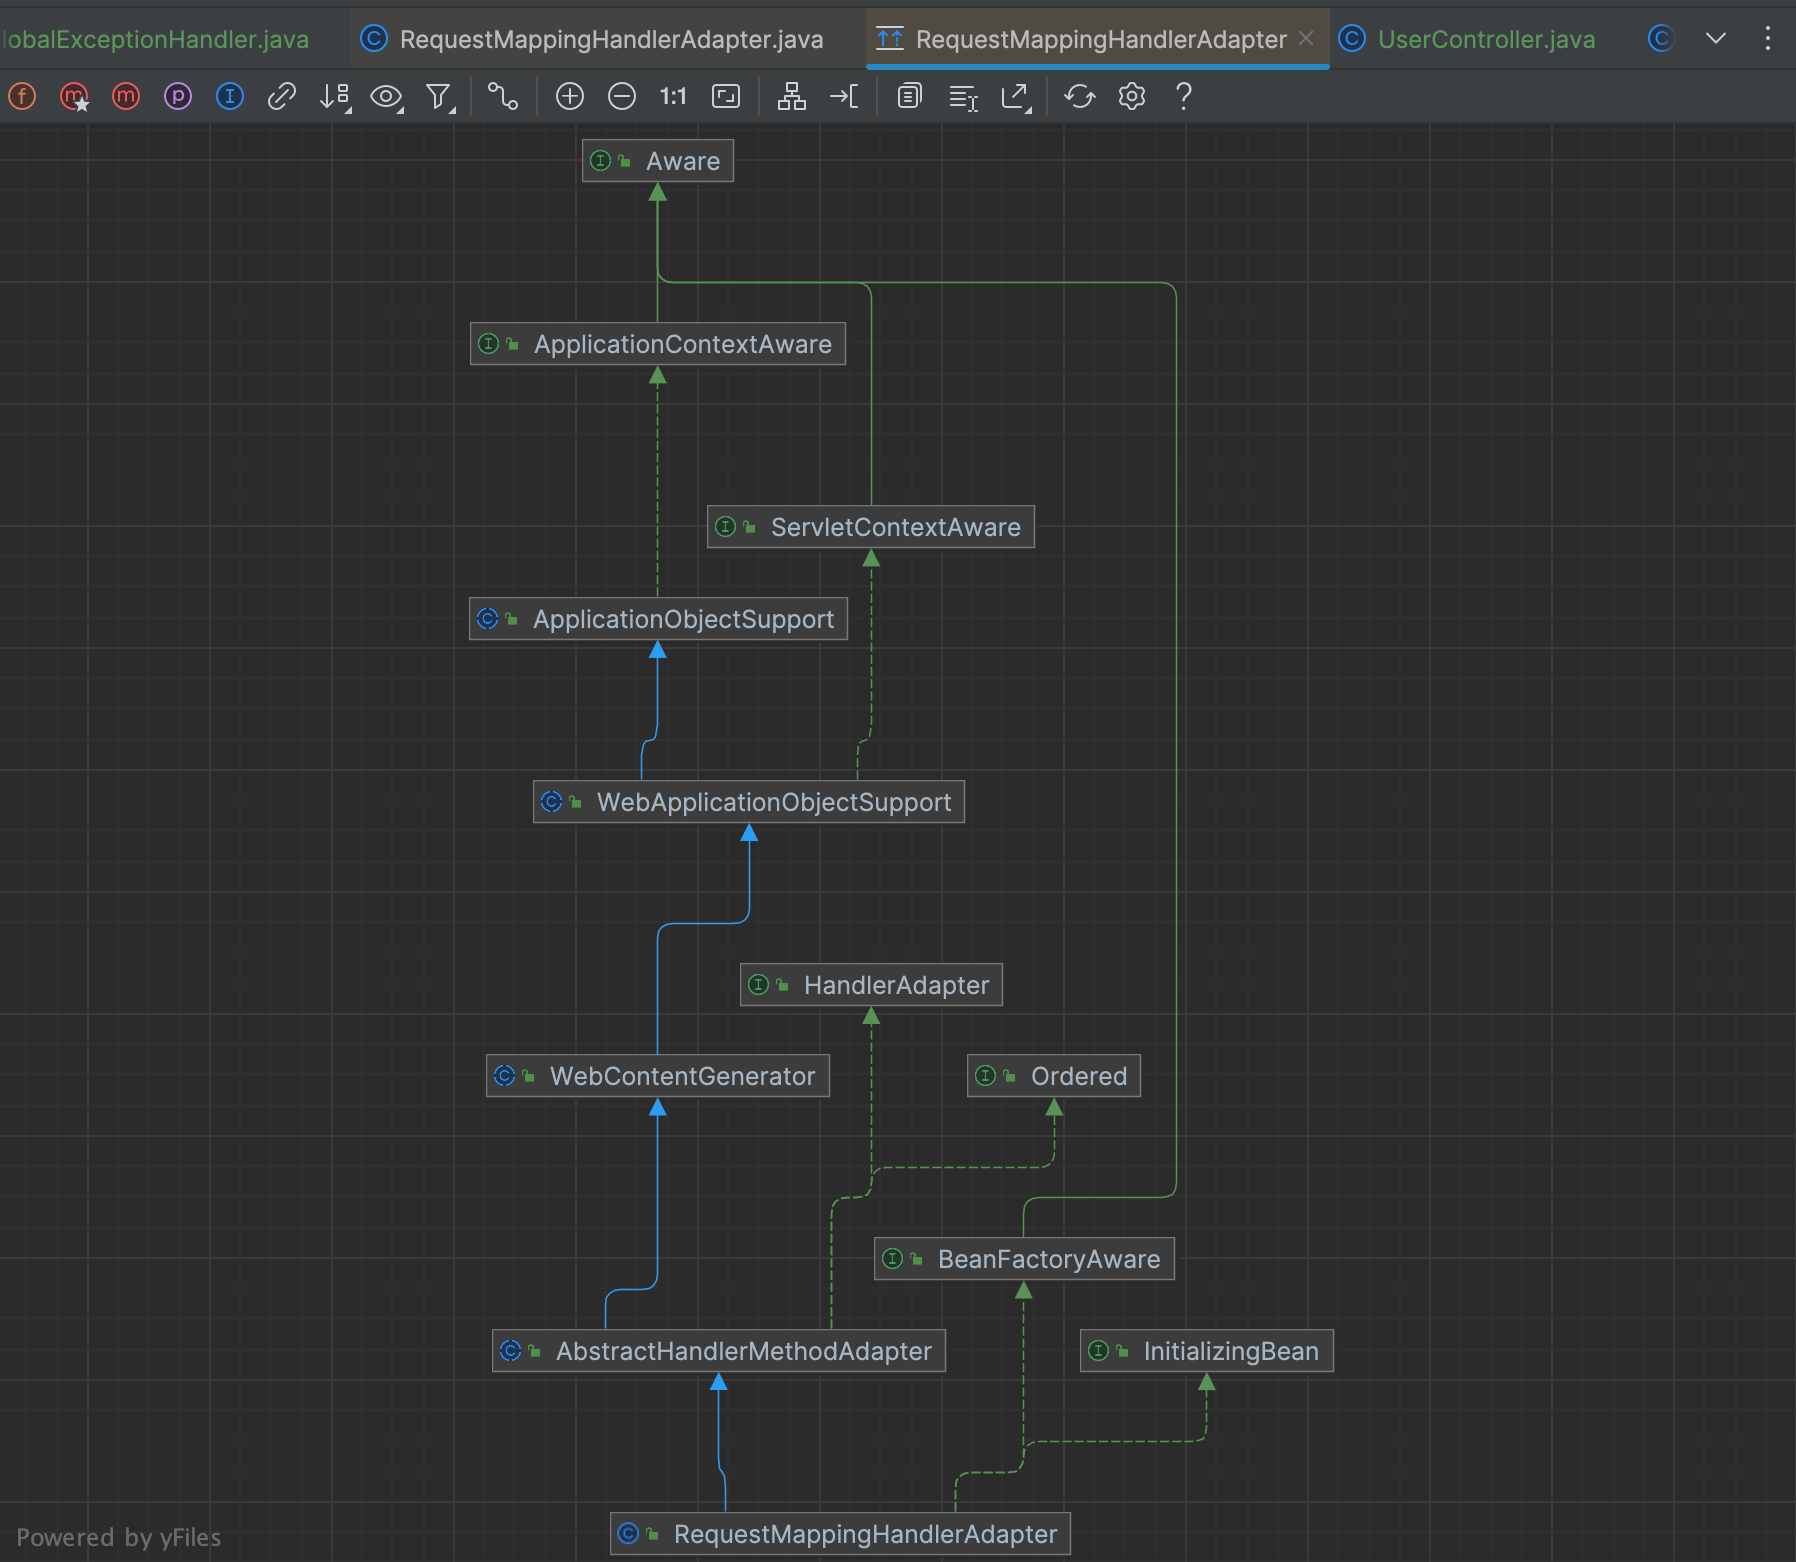 lobalExceptionHandler.java
RequestMappingHandlerAdapter.java
RequestMappingHandlerAdapter
UserController.java
1:1
Aware
ApplicationContextAware
ServletContextAware
ApplicationObjectSupport
WebApplicationObjectSupport
HandlerAdapter
WebContentGenerator
Ordered
BeanFactoryAware
AbstractHandlerMethodAdapter
InitializingBean
RequestMappingHandlerAdapter
Powered by yFiles